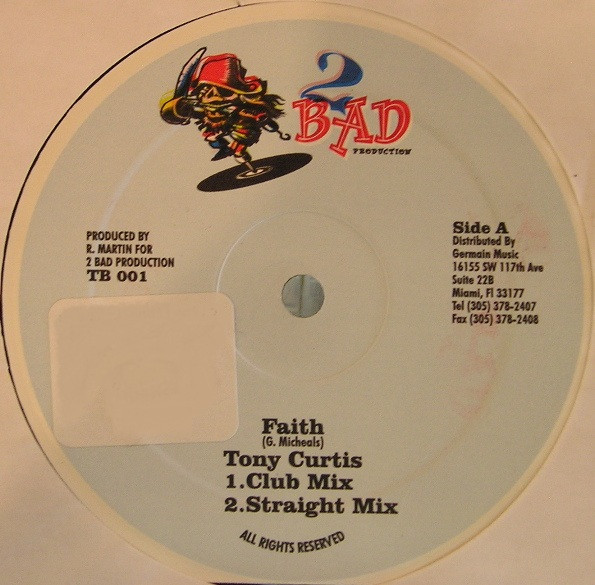 2
BAD
PRODUCTION
PRODUCED BY
R. MARTIN FOR
2 BAD PRODUCTION
TB 001
Side A
Distributed By
Germain Music
16155 SW 117th Ave
Suite 22B
Miami, Fl 33177
Tel (305) 378-2407
Fax (305) 378-2408
Faith
(G. Micheals)
Tony Curtis
1.Club Mix
2.Straight Mix
ALL RIGHTS RESERVED